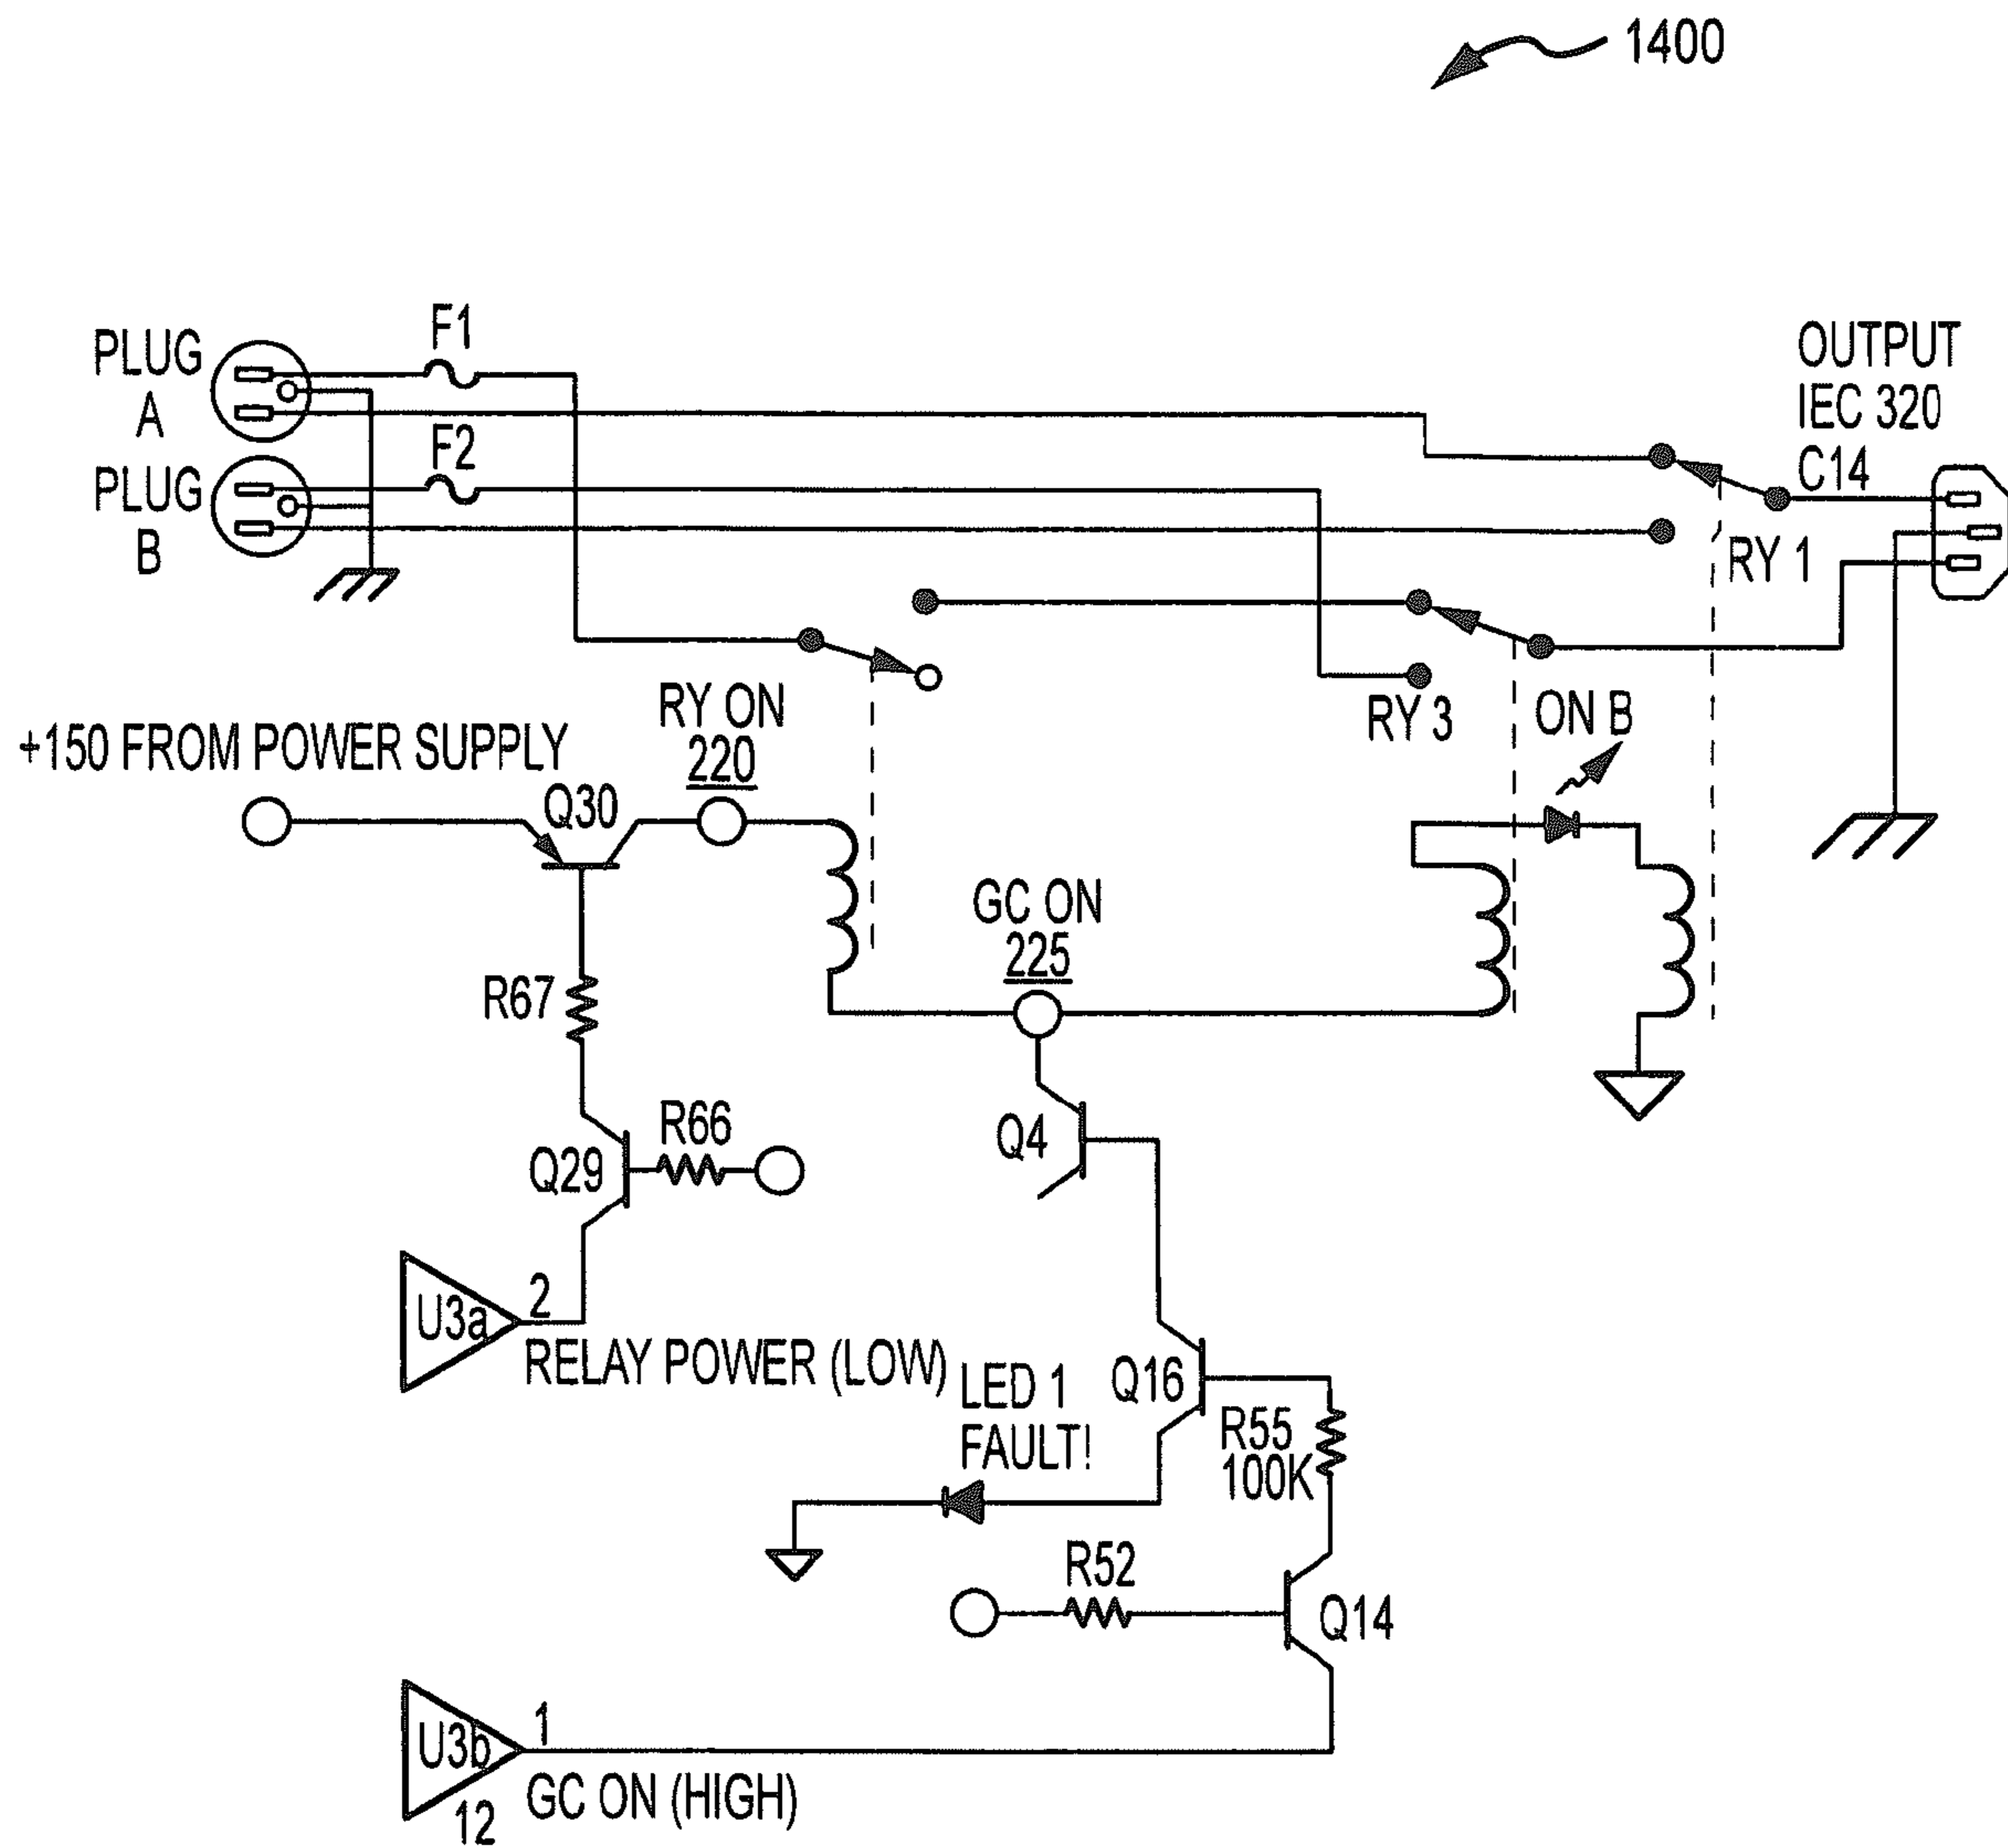 1400
PLUG
A
F1
F2
PLUG
B
OUTPUT
IEC 320
C14
RY 1
RY ON
220
RY 3
ON B
+150 FROM POWER SUPPLY
Q30
GC ON
225
R67
Q4
R66
Q29
U3a
2
RELAY POWER (LOW)
LED 1
FAULT!
Q16
R55
100K
R52
Q14
U3b
1
12
GC ON (HIGH)